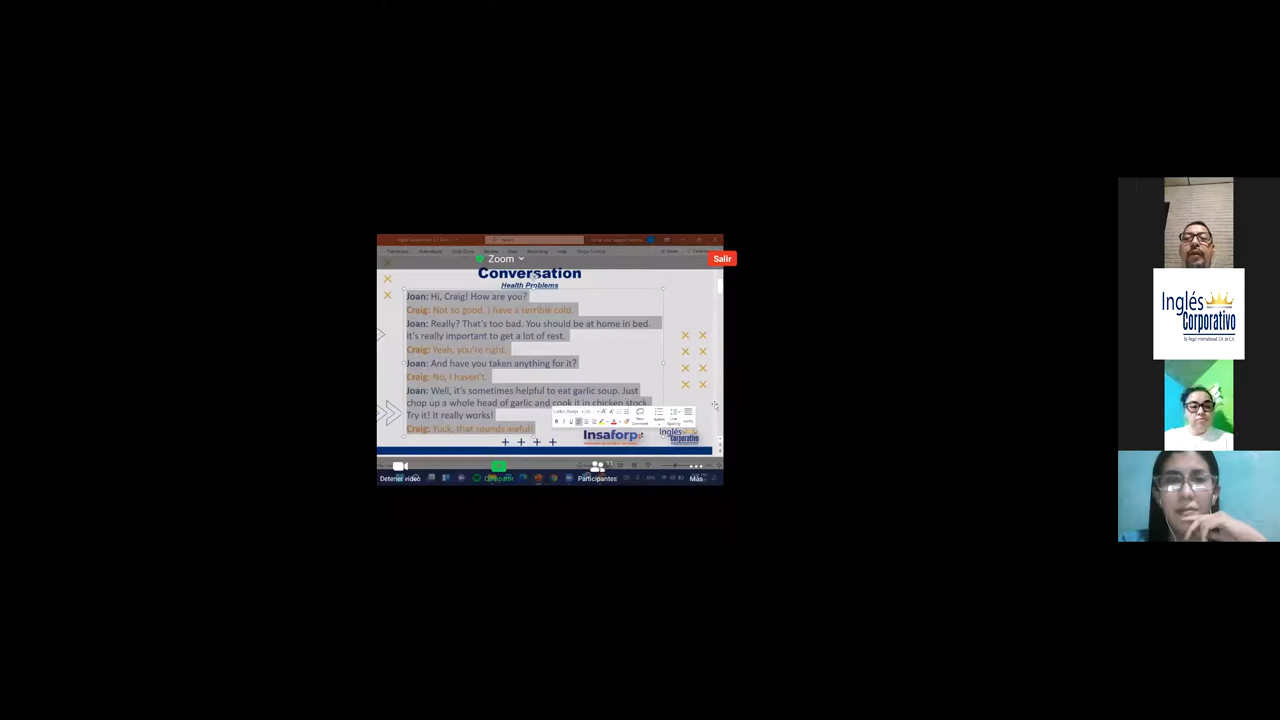 Zoom
Salir
Conversation
Health Problems
Joan: Hi, Craig! How are you?
Craig: Not so good. I have a terrible cold.
Joan: Really? That's too bad. You should be at home in bed.
It's really important to get a lot of rest.
Craig: Yeah, you're right.
Joan: And have you taken anything for it?
Craig: No, I haven't.
Joan: Well, it's sometimes helpful to eat garlic soup. Just
chop up a whole head of garlic and cook it in chicken stock.
Try it! It really works!
Craig: Yuck, that sounds awful!
Insaforp
Inglés
Corporativo
11
Detener video
Compartir
Participantes
Más
Inglés
Corporativo